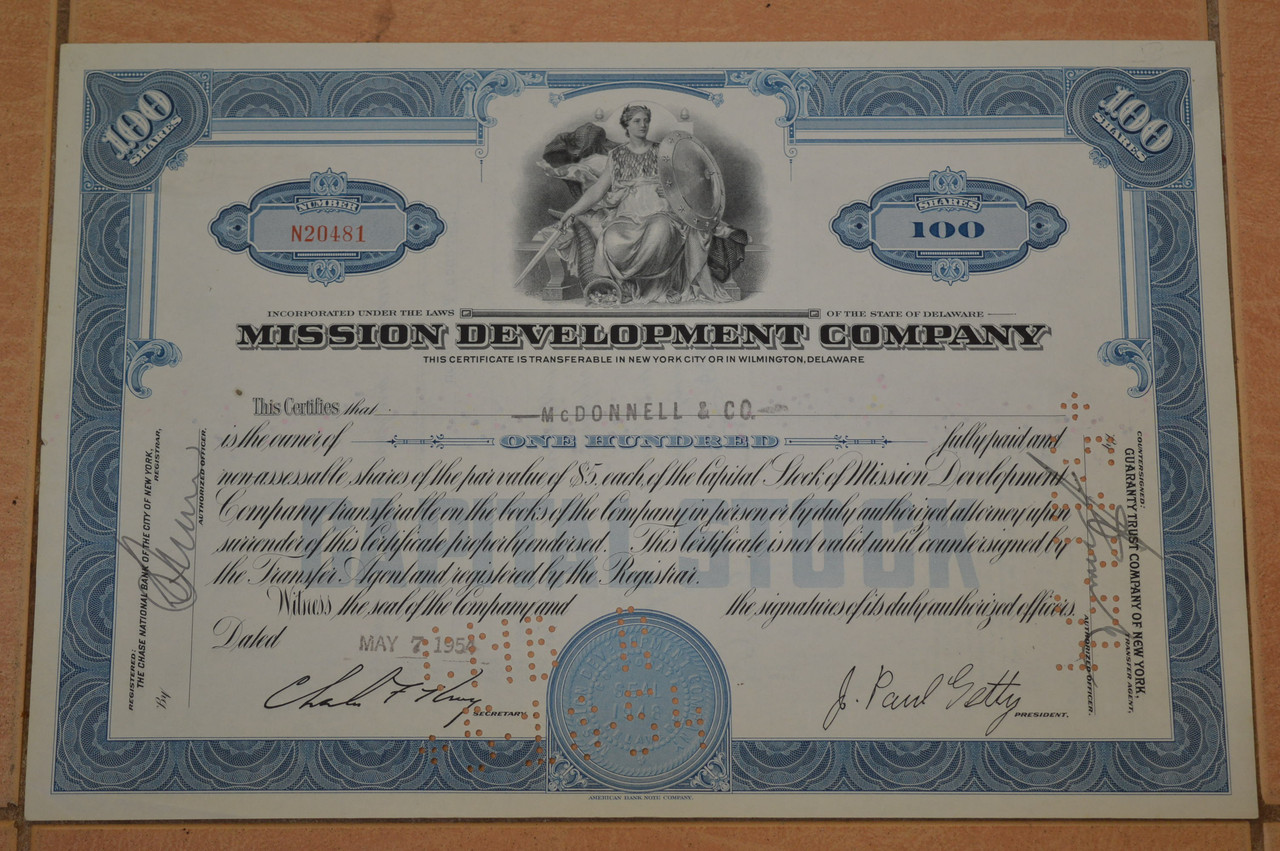 100
SHARES
100
SHARES
NUMBER
N20481
SHARES
100
INCORPORATED UNDER THE LAWS OF THE STATE OF DELAWARE
MISSION DEVELOPMENT COMPANY
THIS CERTIFICATE IS TRANSFERABLE IN NEW YORK CITY OR IN WILMINGTON, DELAWARE
This Certifies that McDONNELL & CO.
is the owner of ONE HUNDRED fully paid and
non-assessable shares of the par value of $5. each, of the Capital Stock of Mission Development
Company transferable on the books of the Company in person or by duly authorized attorney upon
surrender of this Certificate properly endorsed. This Certificate is not valid until countersigned by
the Transfer Agent and registered by the Registrar.
CAPITAL STOCK
Witness the seal of the Company and the signatures of its duly authorized officers.
Dated MAY 7 1954
SECRETARY.
J. Paul Getty
PRESIDENT.
REGISTERED:
THE CHASE NATIONAL BANK OF THE CITY OF NEW YORK,
REGISTRAR,
By
AUTHORIZED OFFICER.
COUNTERSIGNED:
GUARANTY TRUST COMPANY OF NEW YORK,
TRANSFER AGENT,
By
AUTHORIZED OFFICER.
AMERICAN BANK NOTE COMPANY.